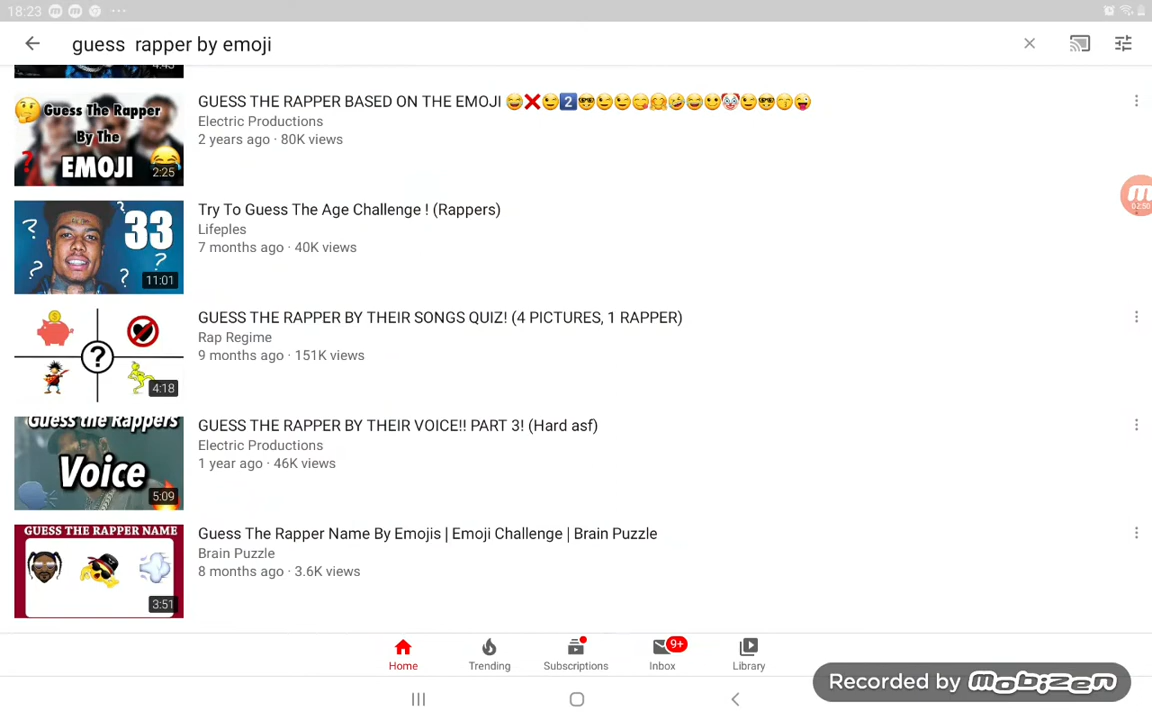 18:23
guess rapper by emoji
4:43
Guess The Rapper
By The
EMOJI
2:25
GUESS THE RAPPER BASED ON THE EMOJI 😂❌😉2️⃣🤓😉😉😋🤗🤣😂🙂🤡😉🤓😙😜
Electric Productions
2 years ago · 80K views
33
11:01
Try To Guess The Age Challenge ! (Rappers)
Lifeples
7 months ago · 40K views
?
4:18
GUESS THE RAPPER BY THEIR SONGS QUIZ! (4 PICTURES, 1 RAPPER)
Rap Regime
9 months ago · 151K views
Guess the Rappers
Voice
5:09
GUESS THE RAPPER BY THEIR VOICE!! PART 3! (Hard asf)
Electric Productions
1 year ago · 46K views
GUESS THE RAPPER NAME
3:51
Guess The Rapper Name By Emojis | Emoji Challenge | Brain Puzzle
Brain Puzzle
8 months ago · 3.6K views
Home
Trending
Subscriptions
9+
Inbox
Library
Recorded by mobizen